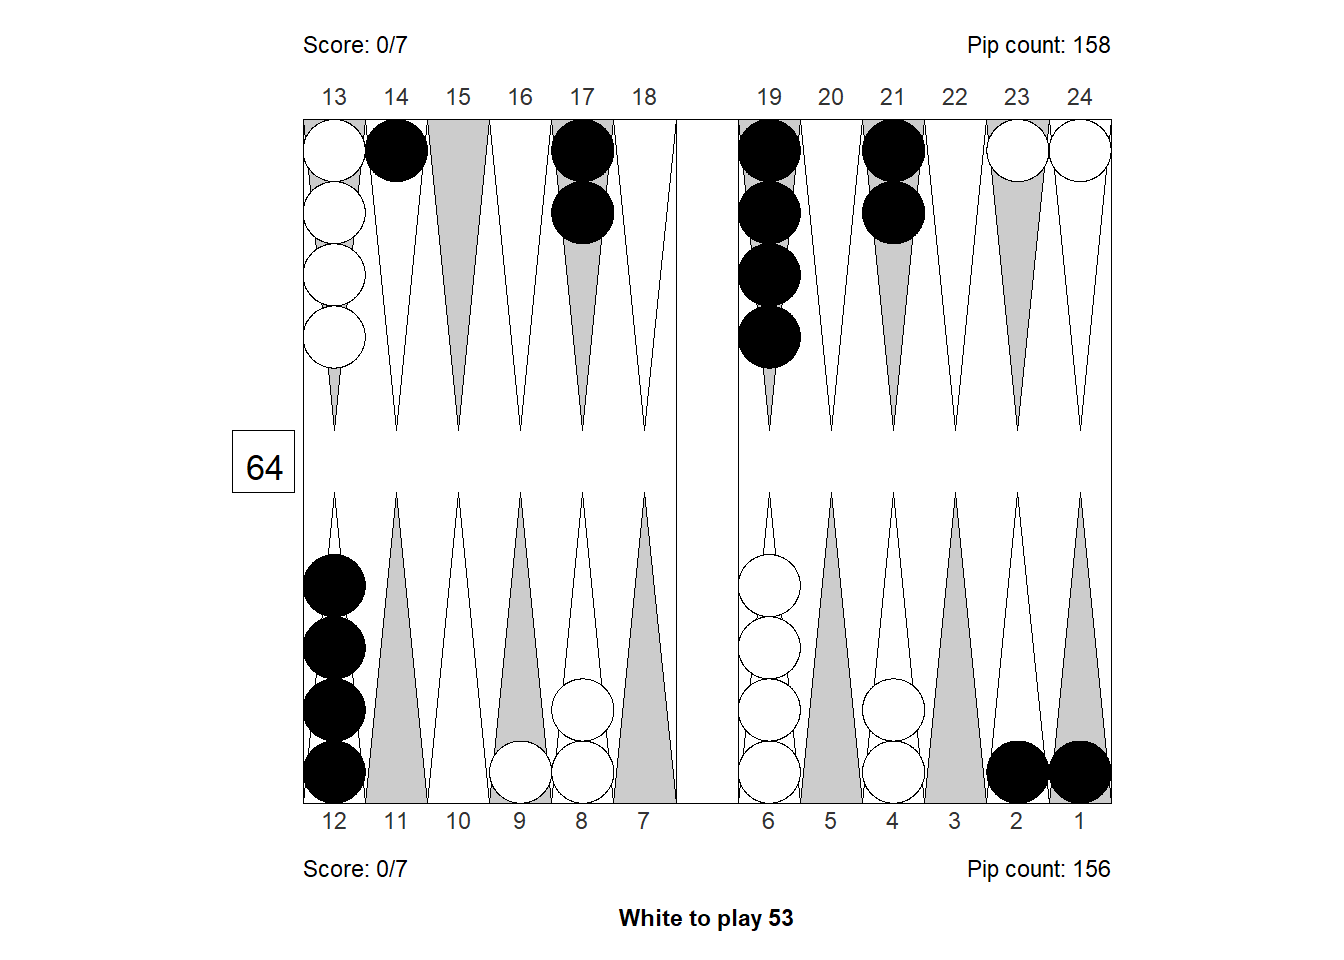 Score: 0/7 Pip count: 158
13 14 15 16 17 18 19 20 21 22 23 24
64
12 11 10 9 8 7 6 5 4 3 2 1
Score: 0/7 Pip count: 156
White to play 53